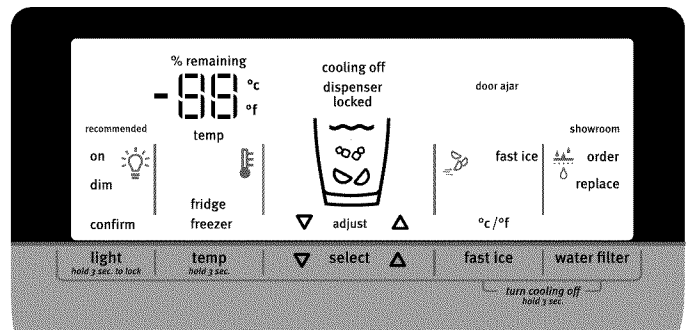 % remaining
-88 °c
°f
temp
cooling off
dispenser
locked
door ajar
recommended
on
dim
confirm
fridge
freezer
adjust
fast ice
°c/°f
showroom
order
replace
light
hold 3 sec. to lock
temp
hold 3 sec.
select
fast ice
water filter
turn cooling off
hold 3 sec.